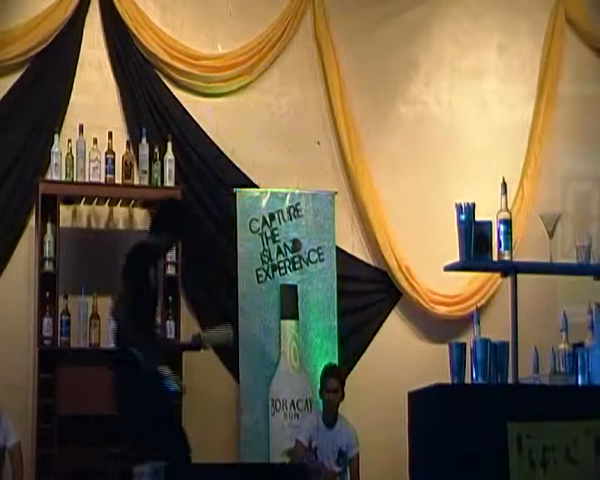 CAPTURE
THE
ISLAND
EXPERIENCE
BORACAY
RUM